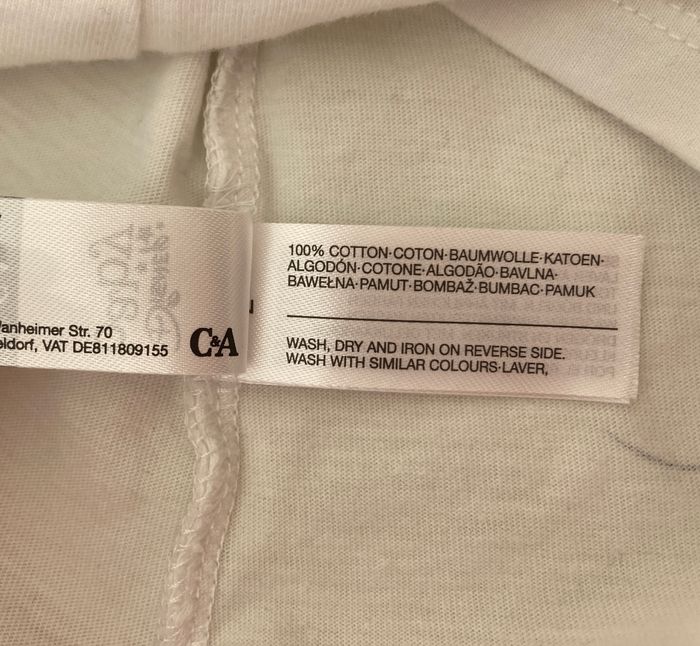 100% COTTON·COTON·BAUMWOLLE·KATOEN·
ALGODÓN·COTONE·ALGODÃO·BAVLNA·
BAWEŁNA·PAMUT·BOMBAŽ·BUMBAC·PAMUK
WASH, DRY AND IRON ON REVERSE SIDE.
WASH WITH SIMILAR COLOURS·LAVER,
Wanheimer Str. 70
eldorf, VAT DE811809155
C&A